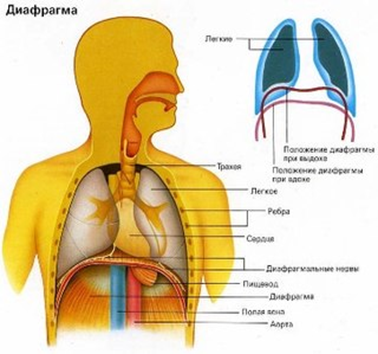 Диафрагма
Легкие
Положение диафрагмы
при выдохе
Положение диафрагмы
при вдохе
Трахея
Легкое
Ребра
Сердце
Диафрагмальные нервы
Пищевод
Диафрагма
Полая вена
Аорта